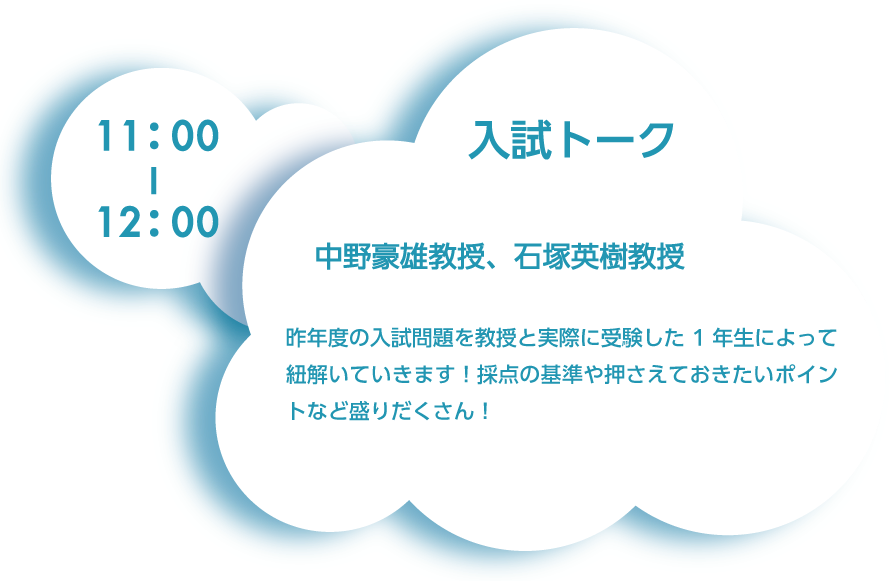 11:00
|
12:00
入試トーク
中野豪雄教授、石塚英樹教授
昨年度の入試問題を教授と実際に受験した 1 年生によって
紐解いていきます！採点の基準や押さえておきたいポイン
トなど盛りだくさん！